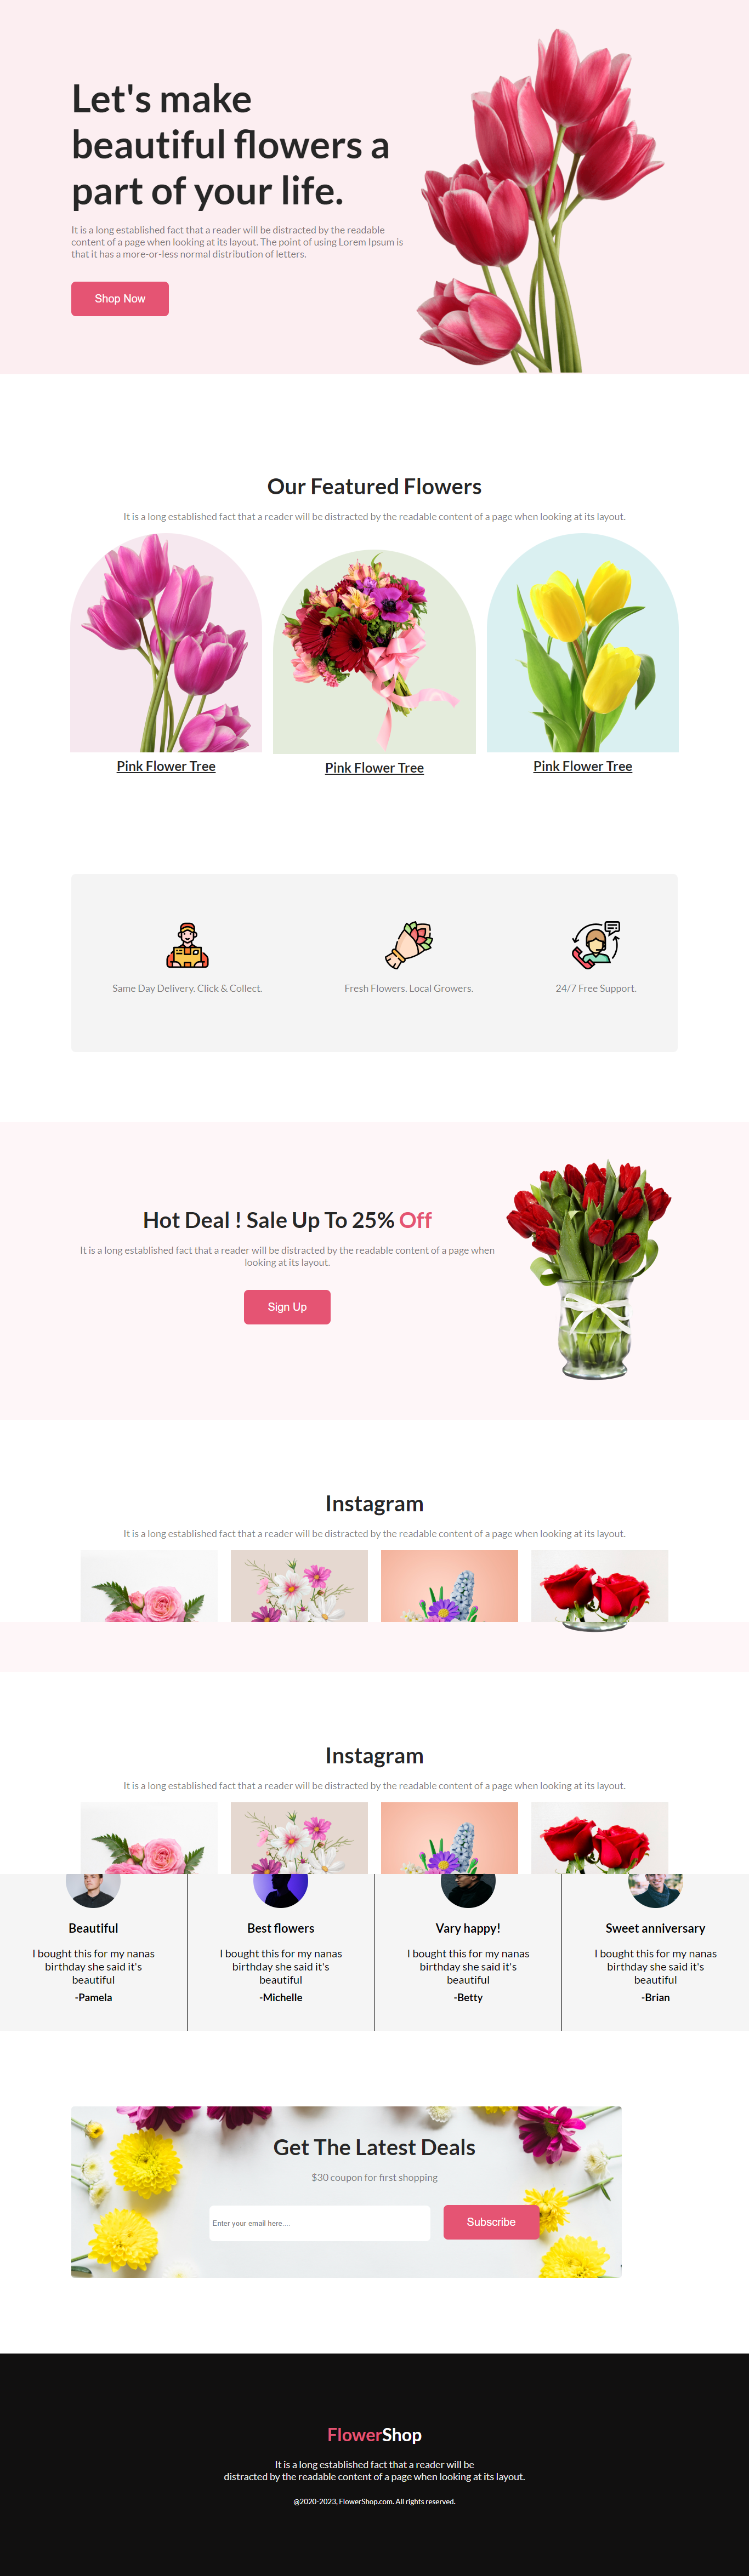 Let's make
beautiful flowers a
part of your life.
It is a long established fact that a reader will be distracted by the readable
content of a page when looking at its layout. The point of using Lorem Ipsum is
that it has a more-or-less normal distribution of letters.
Shop Now
Our Featured Flowers
It is a long established fact that a reader will be distracted by the readable content of a page when looking at its layout.
Pink Flower Tree
Pink Flower Tree
Pink Flower Tree
Same Day Delivery. Click & Collect.
Fresh Flowers. Local Growers.
24/7 Free Support.
Hot Deal ! Sale Up To 25% Off
It is a long established fact that a reader will be distracted by the readable content of a page when
looking at its layout.
Sign Up
Instagram
It is a long established fact that a reader will be distracted by the readable content of a page when looking at its layout.
Instagram
It is a long established fact that a reader will be distracted by the readable content of a page when looking at its layout.
Beautiful
I bought this for my nanas
birthday she said it's
beautiful
-Pamela
Best flowers
I bought this for my nanas
birthday she said it's
beautiful
-Michelle
Vary happy!
I bought this for my nanas
birthday she said it's
beautiful
-Betty
Sweet anniversary
I bought this for my nanas
birthday she said it's
beautiful
-Brian
Get The Latest Deals
$30 coupon for first shopping
Enter your email here....
Subscribe
FlowerShop
It is a long established fact that a reader will be
distracted by the readable content of a page when looking at its layout.
@2020-2023, FlowerShop.com. All rights reserved.